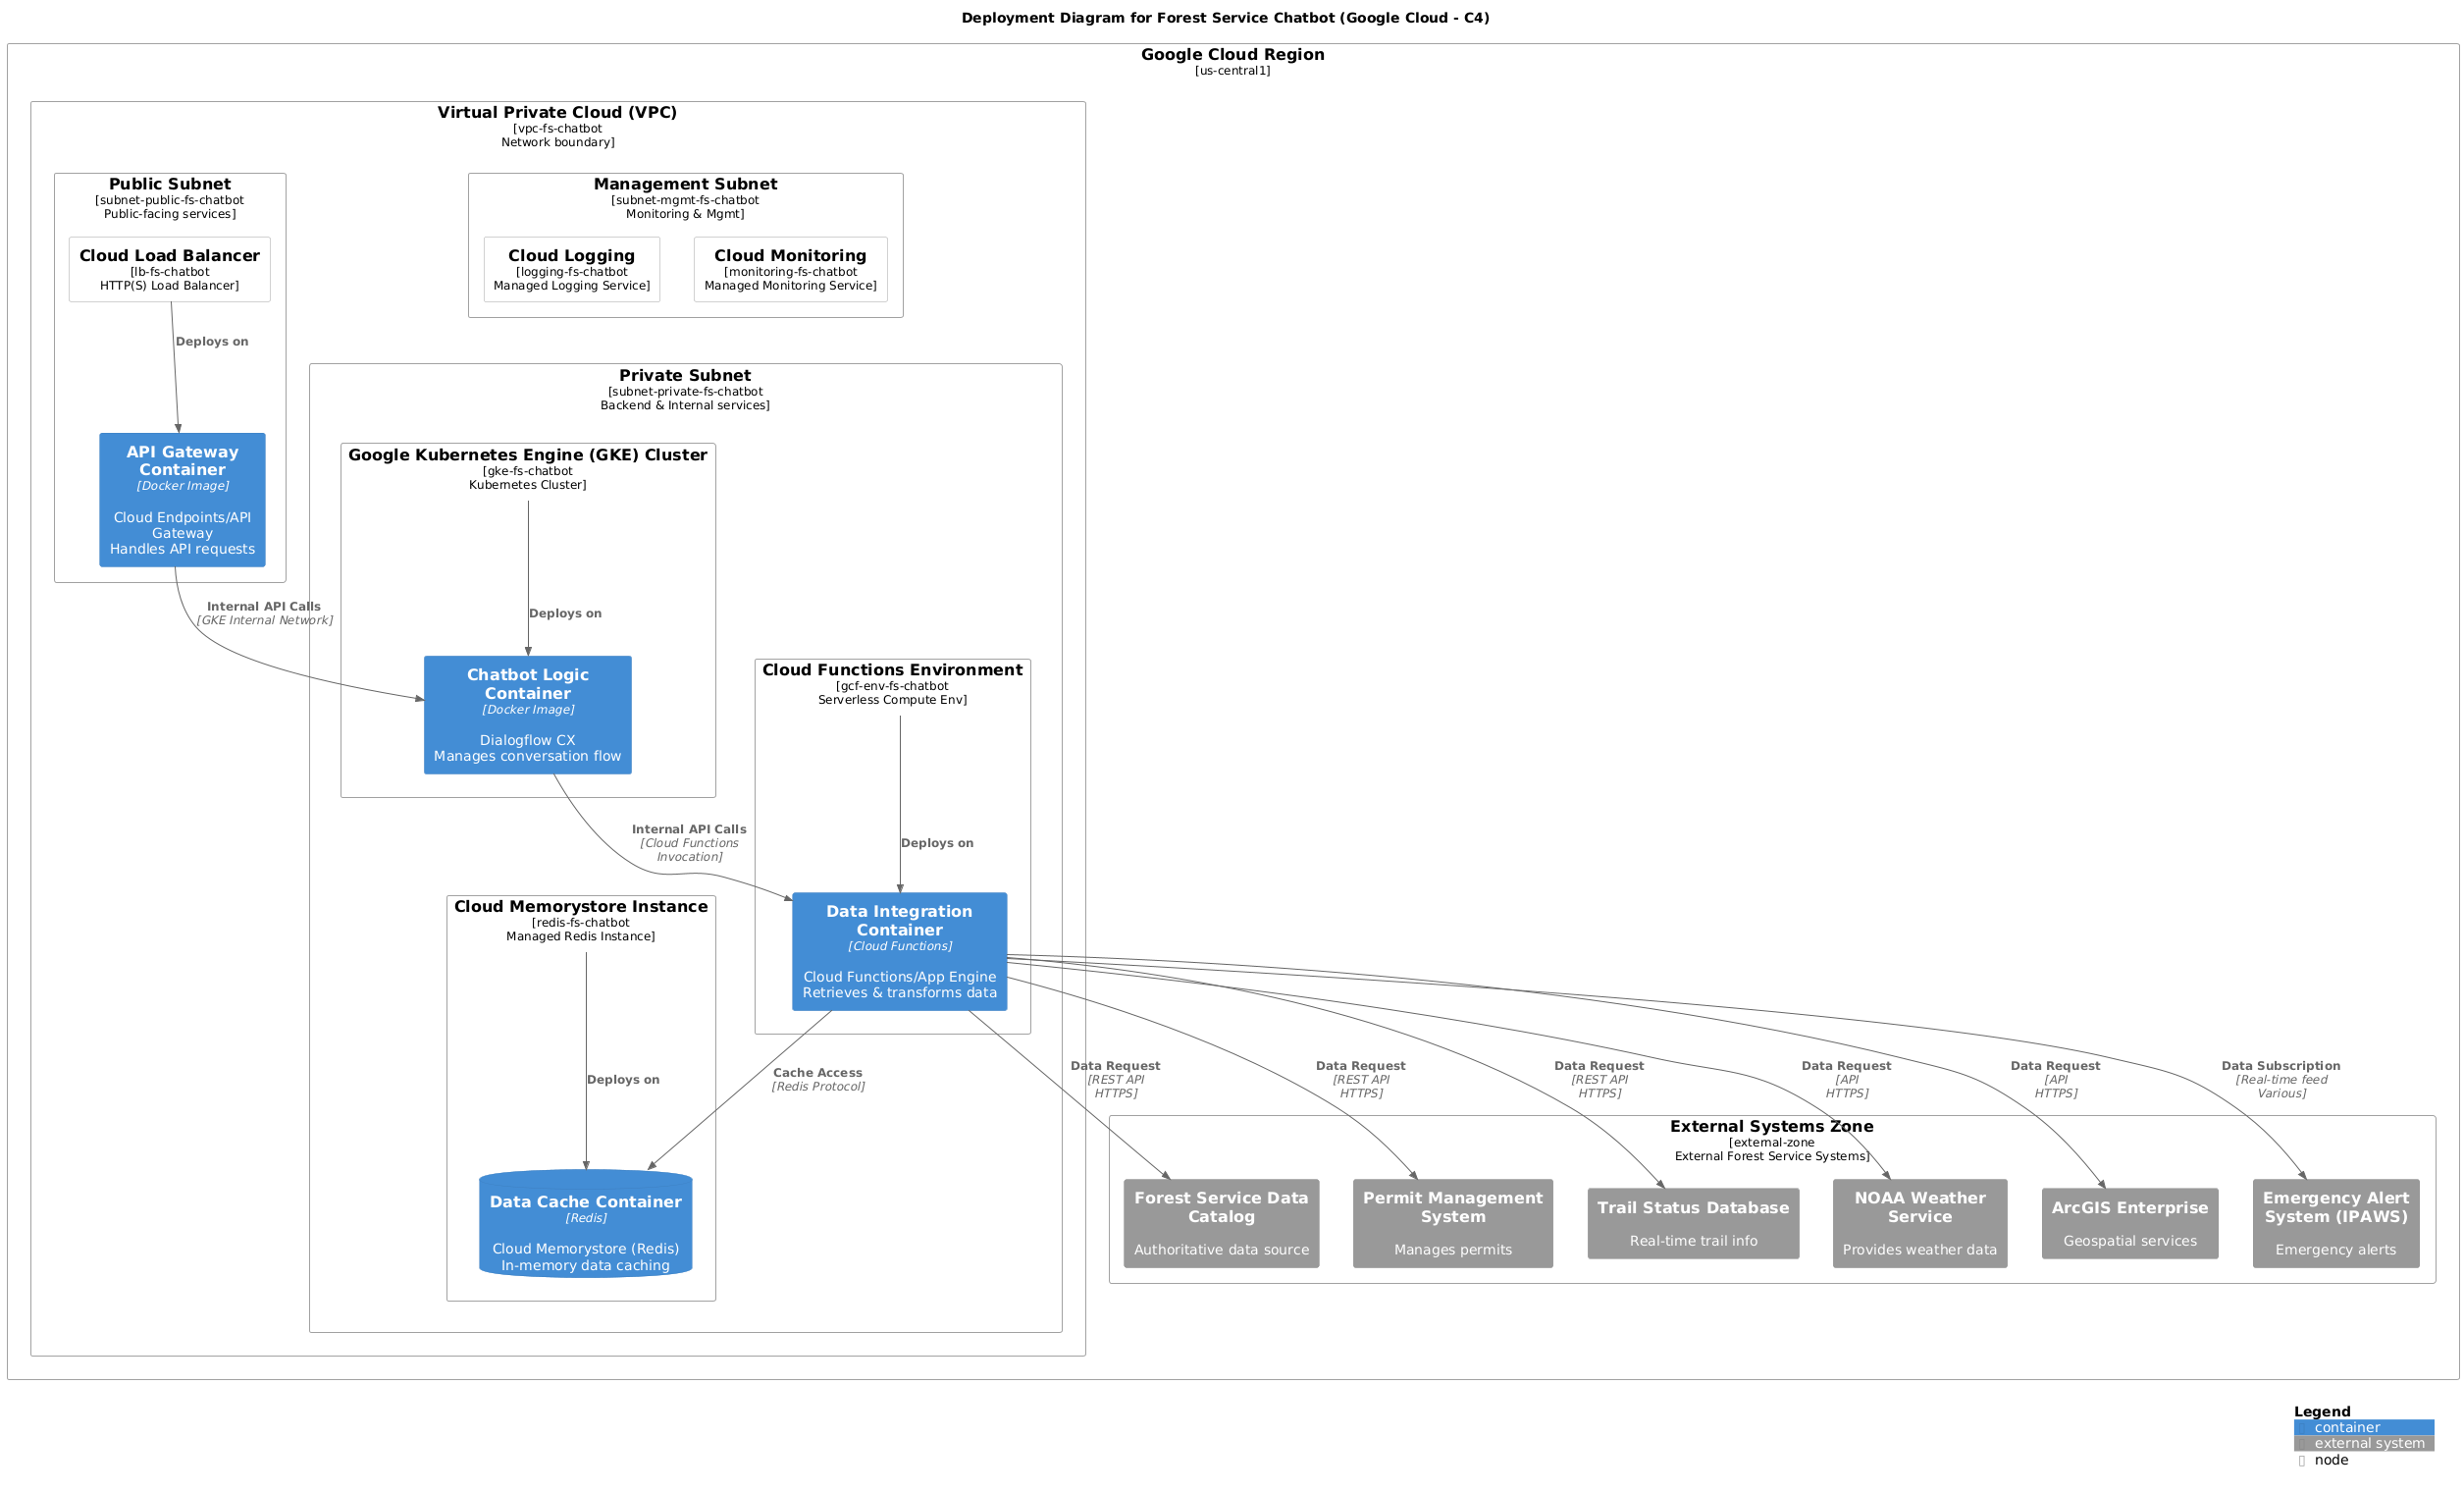 Deployment Diagram for Forest Service Chatbot (Google Cloud - C4)
Google Cloud Region
[us-central1]
Virtual Private Cloud (VPC)
[vpc-fs-chatbot
Network boundary]
Public Subnet
[subnet-public-fs-chatbot
Public-facing services]
Cloud Load Balancer
[lb-fs-chatbot
HTTP(S) Load Balancer]
Deploys on
API Gateway
Container
[Docker Image]
Cloud Endpoints/API
Gateway
Handles API requests
Management Subnet
[subnet-mgmt-fs-chatbot
Monitoring & Mgmt]
Cloud Logging
[logging-fs-chatbot
Managed Logging Service]
Cloud Monitoring
[monitoring-fs-chatbot
Managed Monitoring Service]
Internal API Calls
[GKE Internal Network]
Private Subnet
[subnet-private-fs-chatbot
Backend & Internal services]
Google Kubernetes Engine (GKE) Cluster
[gke-fs-chatbot
Kubernetes Cluster]
Deploys on
Chatbot Logic
Container
[Docker Image]
Dialogflow CX
Manages conversation flow
Internal API Calls
[Cloud Functions
Invocation]
Cloud Functions Environment
[gcf-env-fs-chatbot
Serverless Compute Env]
Deploys on
Data Integration
Container
[Cloud Functions]
Cloud Functions/App Engine
Retrieves & transforms data
Cloud Memorystore Instance
[redis-fs-chatbot
Managed Redis Instance]
Deploys on
Cache Access
[Redis Protocol]
Data Cache Container
[Redis]
Cloud Memorystore (Redis)
In-memory data caching
Data Request
[REST API
HTTPS]
Data Request
[REST API
HTTPS]
Data Request
[REST API
HTTPS]
Data Request
[API
HTTPS]
Data Request
[API
HTTPS]
Data Subscription
[Real-time feed
Various]
External Systems Zone
[external-zone
External Forest Service Systems]
Forest Service Data
Catalog
Authoritative data source
Permit Management
System
Manages permits
Trail Status Database
Real-time trail info
NOAA Weather
Service
Provides weather data
ArcGIS Enterprise
Geospatial services
Emergency Alert
System (IPAWS)
Emergency alerts
Legend
container
external system
node